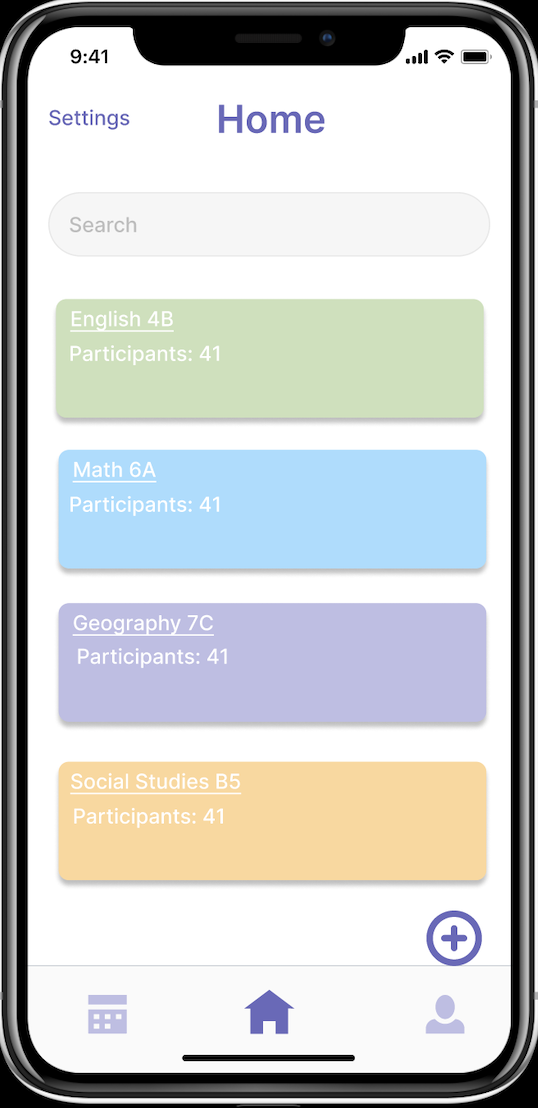 9:41
Settings
Home
Search
English 4B
Participants: 41
Math 6A
Participants: 41
Geography 7C
Participants: 41
Social Studies B5
Participants: 41